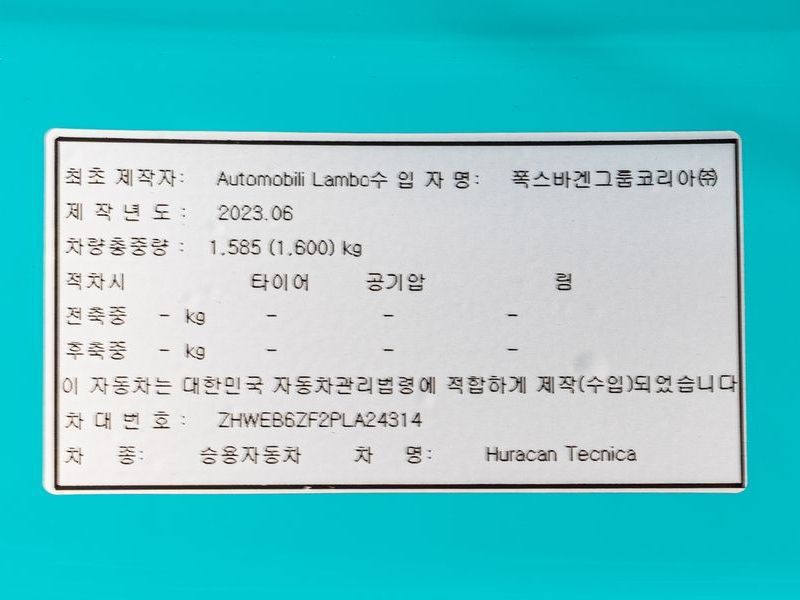 최초 제작자: Automobili Lambo수 입 자 명: 폭스바겐그룹코리아㈜
제 작 년 도 : 2023.06
차량총중량 : 1,585 (1,600) kg
적차시 타이어 공기압 림
전축중 - kg - - -
후축중 - kg - - -
이 자동차는 대한민국 자동차관리법령에 적합하게 제작(수입)되었습니다
차 대 번 호 : ZHWEB6ZF2PLA24314
차 종: 승용자동차 차 명: Huracan Tecnica